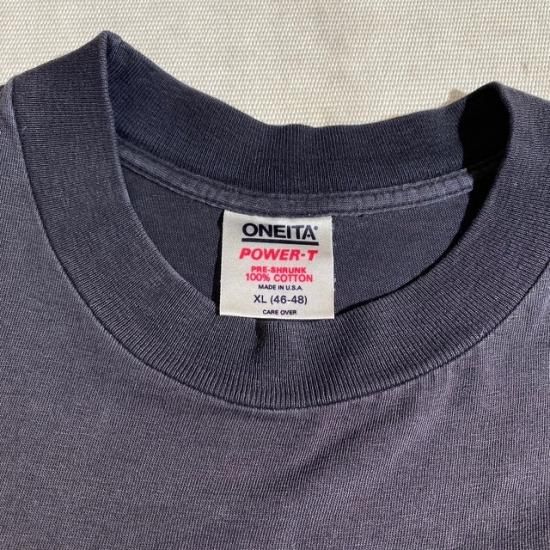 ONEITA®
POWER-T
PRE-SHRUNK
100% COTTON
MADE IN U.S.A.
XL (46-48)
CARE OVER